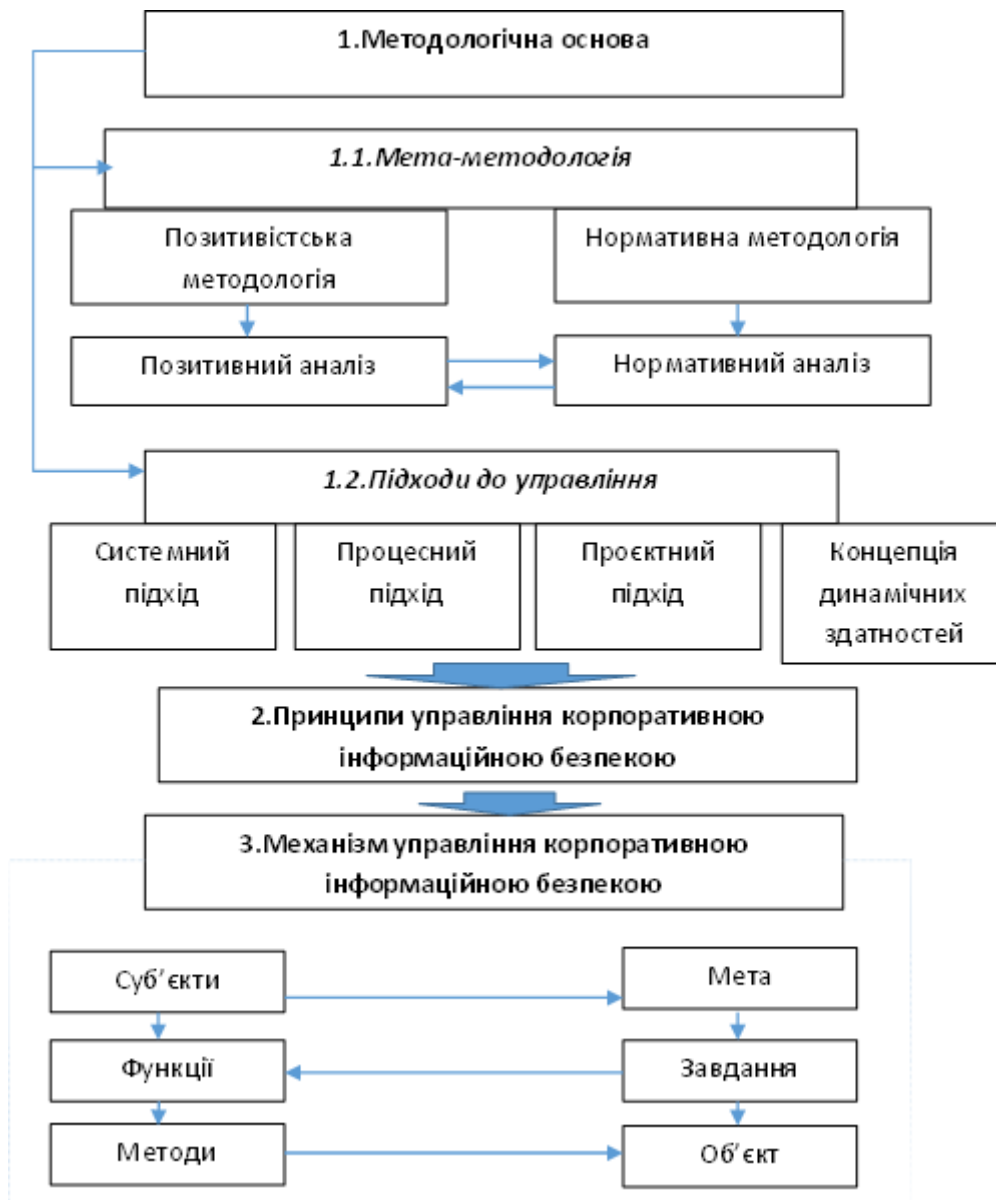 1.Методологічна основа
1.1.Мета-методологія
Позитивістська
методологія
Нормативна методологія
Позитивний аналіз
Нормативний аналіз
1.2.Підходи до управління
Системний
підхід
Процесний
підхід
Проєктний
підхід
Концепція
динамічних
здатностей
2.Принципи управління корпоративною
інформаційною безпекою
3.Механізм управління корпоративною
інформаційною безпекою
Суб’єкти
Мета
Функції
Завдання
Методи
Об’єкт